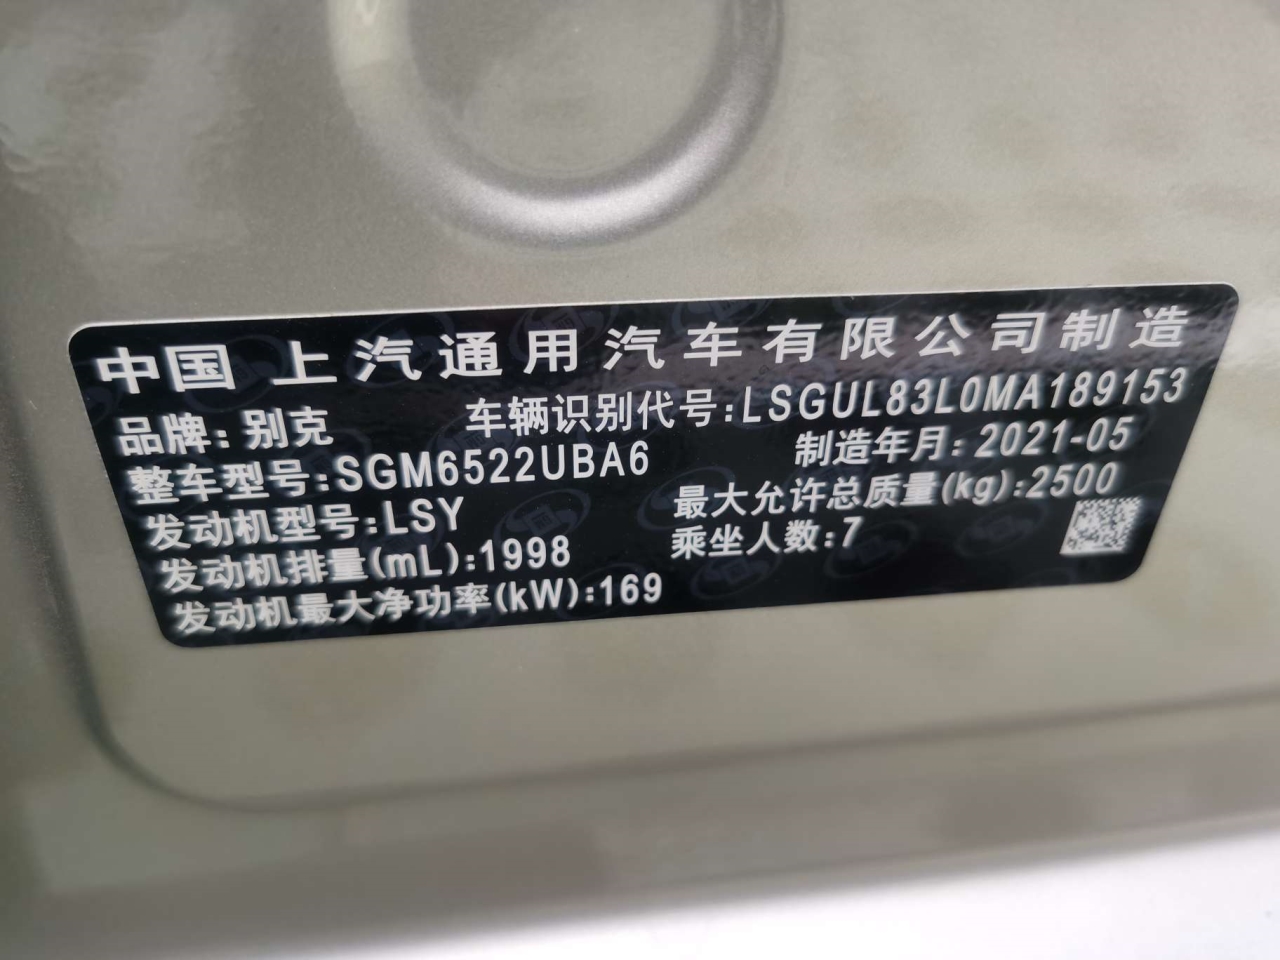 中国 上汽通用汽车有限公司制造
品牌：别克 车辆识别代号：LSGUL83L0MA189153
整车型号：SGM6522UBA6 制造年月：2021-05
发动机型号：LSY 最大允许总质量(kg)：2500
发动机排量(mL)：1998 乘坐人数：7
发动机最大净功率(kW)：169